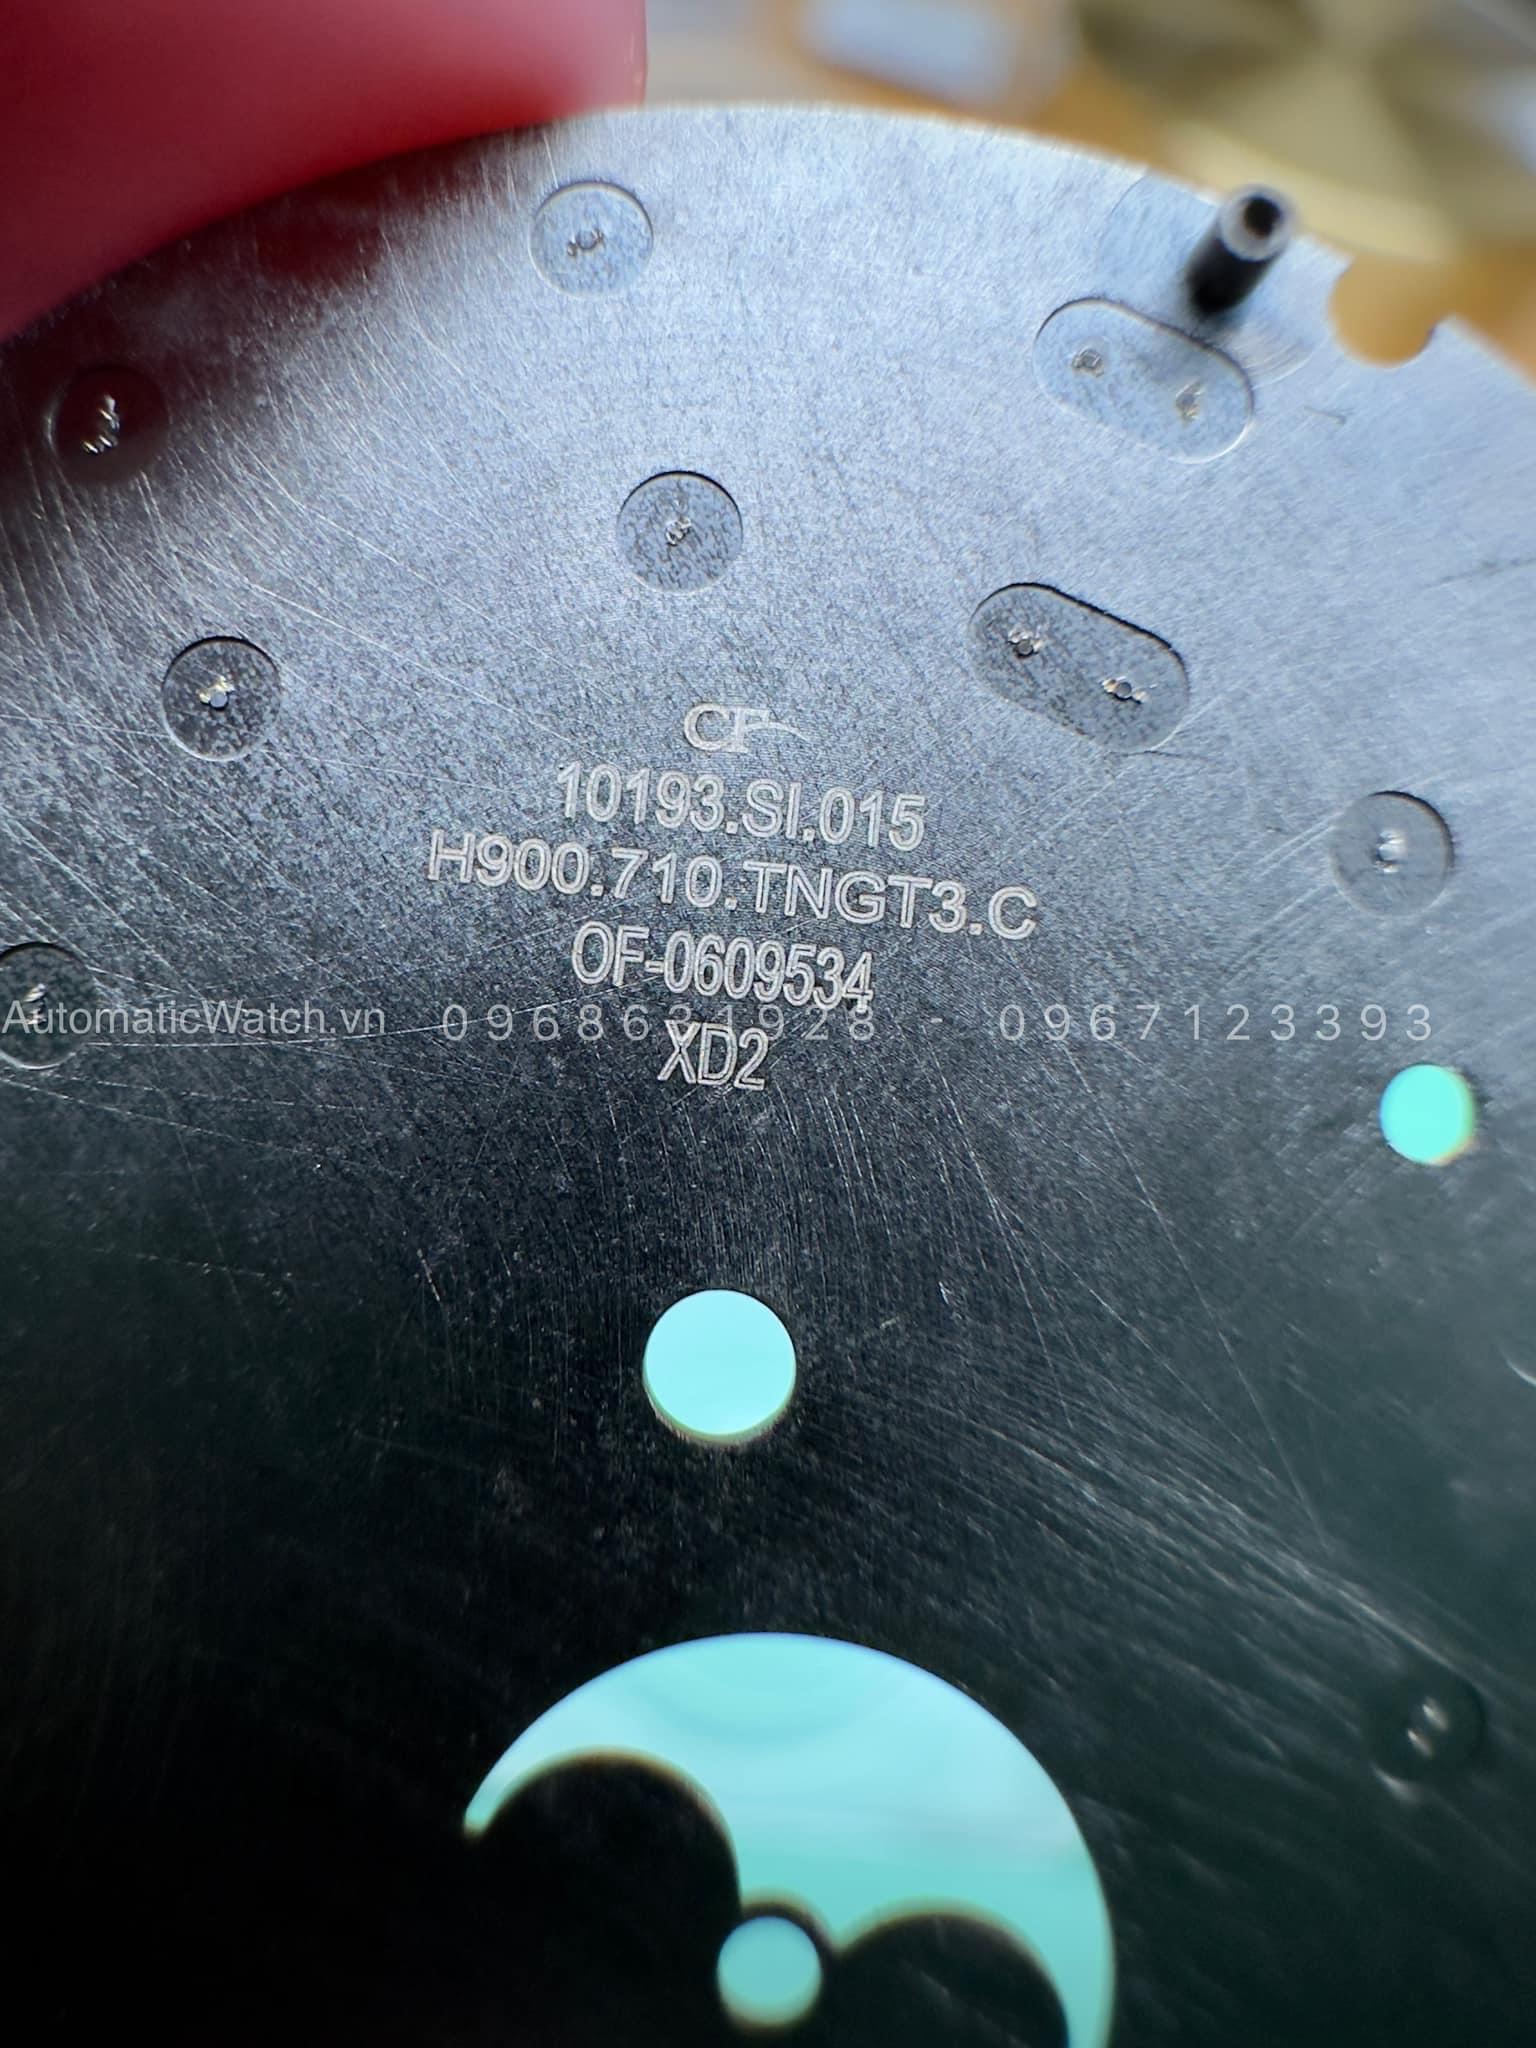 CF
10193.SI.015
H900.710.TNGT3.C
OF-0609534
AutomaticWatch.vn 0968631928 - 0967123393
XD2